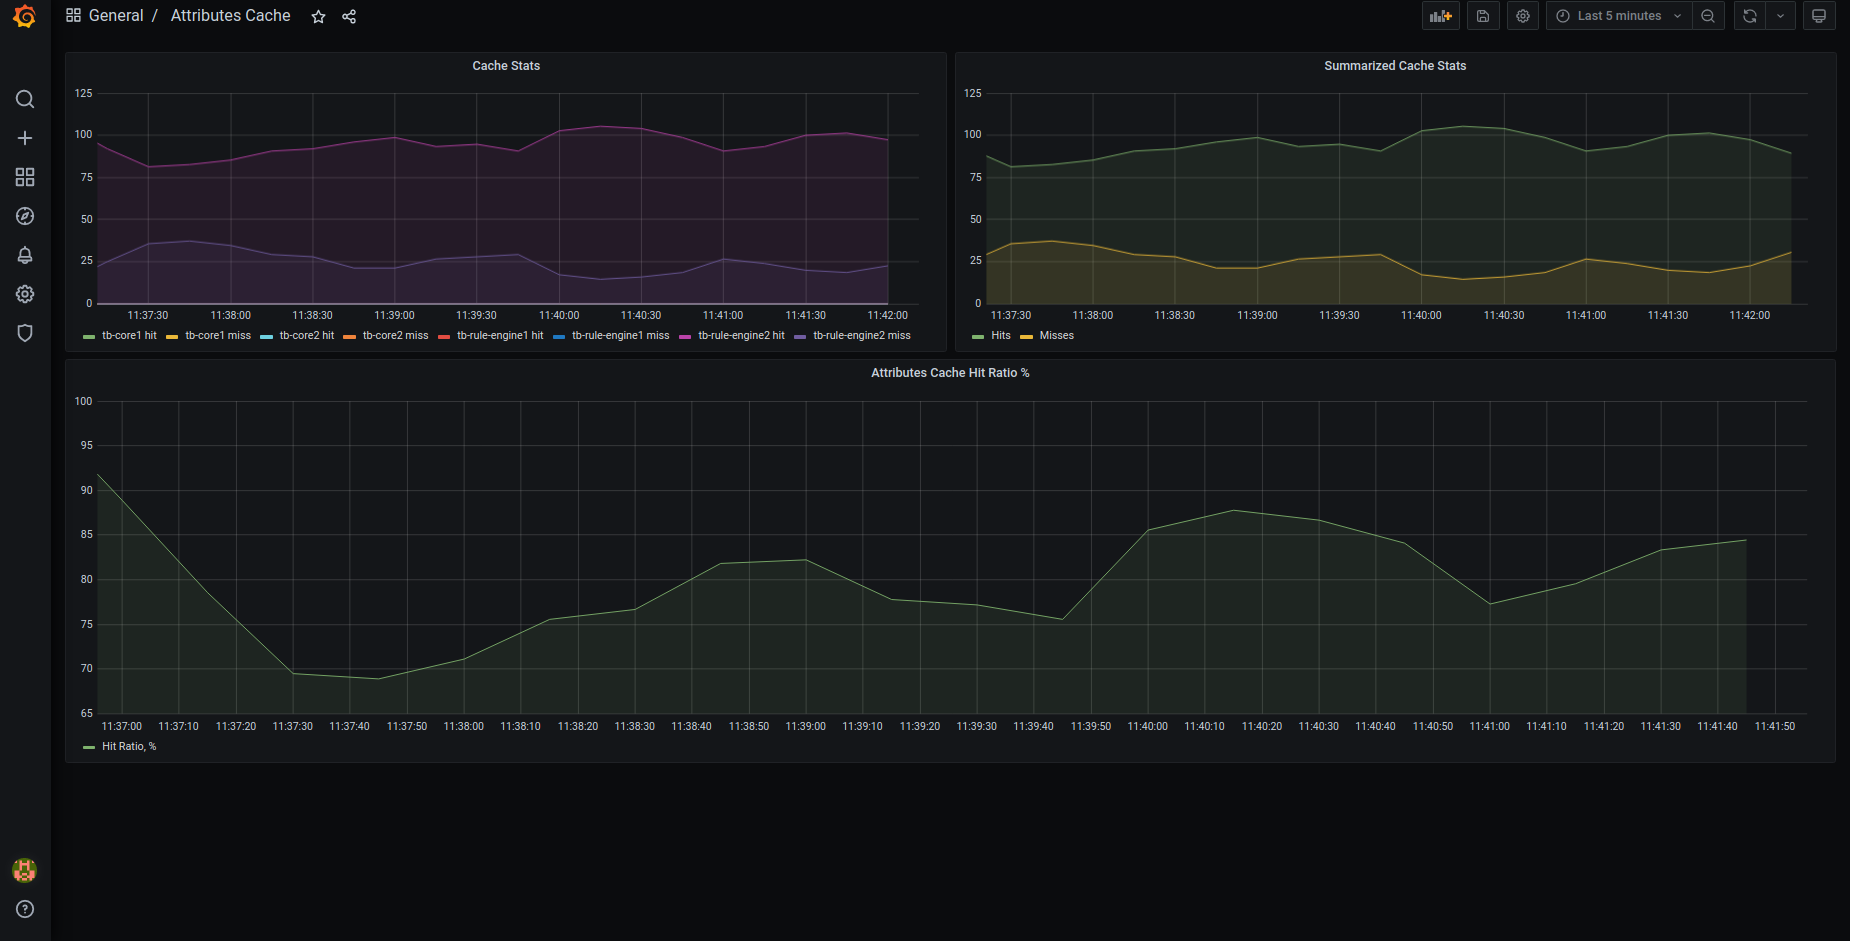 General / Attributes Cache
Last 5 minutes
Cache Stats
125
100
75
50
25
0
11:37:30 11:38:00 11:38:30 11:39:00 11:39:30 11:40:00 11:40:30 11:41:00 11:41:30 11:42:00
tb-core1 hit tb-core1 miss tb-core2 hit tb-core2 miss tb-rule-engine1 hit tb-rule-engine1 miss tb-rule-engine2 hit tb-rule-engine2 miss
Summarized Cache Stats
125
100
75
50
25
0
11:37:30 11:38:00 11:38:30 11:39:00 11:39:30 11:40:00 11:40:30 11:41:00 11:41:30 11:42:00
Hits Misses
Attributes Cache Hit Ratio %
100
95
90
85
80
75
70
65
11:37:00 11:37:10 11:37:20 11:37:30 11:37:40 11:37:50 11:38:00 11:38:10 11:38:20 11:38:30 11:38:40 11:38:50 11:39:00 11:39:10 11:39:20 11:39:30 11:39:40 11:39:50 11:40:00 11:40:10 11:40:20 11:40:30 11:40:40 11:40:50 11:41:00 11:41:10 11:41:20 11:41:30 11:41:40 11:41:50
Hit Ratio, %